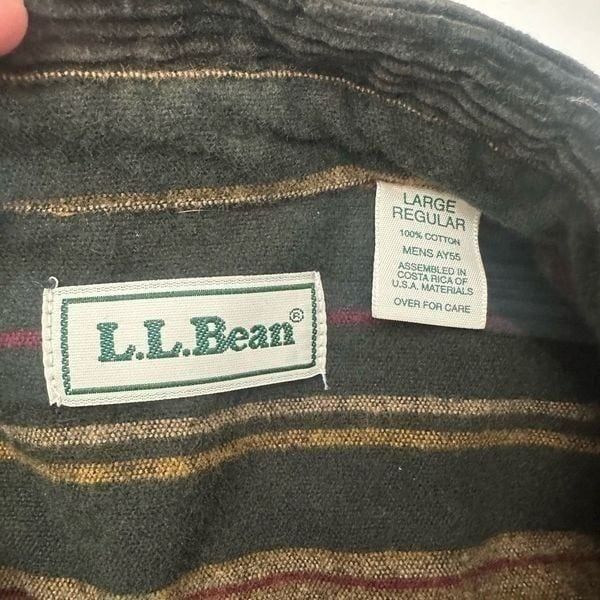 L.L.Bean®
LARGE
REGULAR
100% COTTON
MENS AY55
ASSEMBLED IN
COSTA RICA OF
U.S.A. MATERIALS
OVER FOR CARE